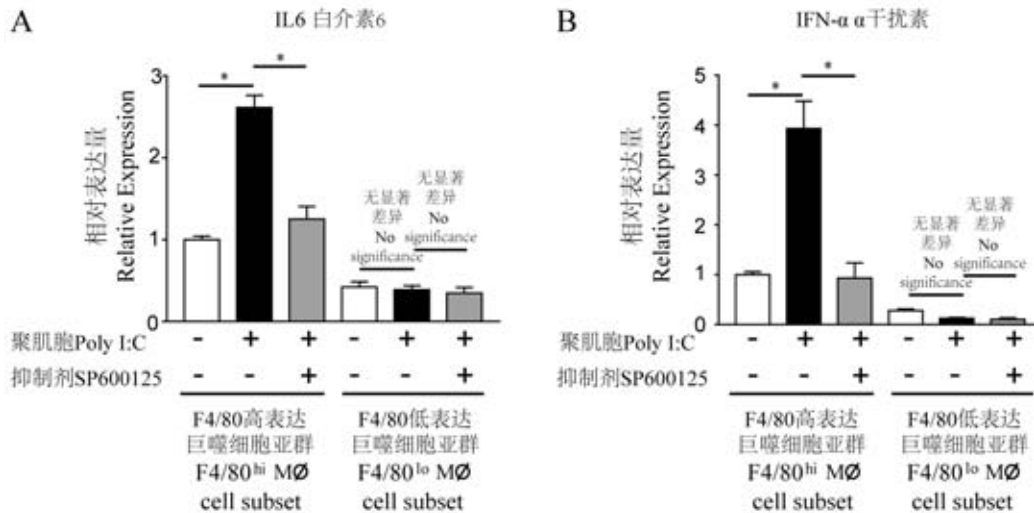 A
IL6 白介素6
*
*
3
2
1
0
相对表达量
Relative Expression
无显著
差异
No
significance
无显著
差异
No
significance
聚肌胞Poly I:C - + + - + +
抑制剂SP600125 - - + - - +
F4/80高表达
巨噬细胞亚群
F4/80hi MØ
cell subset
F4/80低表达
巨噬细胞亚群
F4/80lo MØ
cell subset
B
IFN-α α干扰素
*
*
5
4
3
2
1
0
相对表达量
Relative Expression
无显著
差异
No
significance
无显著
差异
No
significance
聚肌胞Poly I:C - + + - + +
抑制剂SP600125 - - + - - +
F4/80高表达
巨噬细胞亚群
F4/80hi MØ
cell subset
F4/80低表达
巨噬细胞亚群
F4/80lo MØ
cell subset